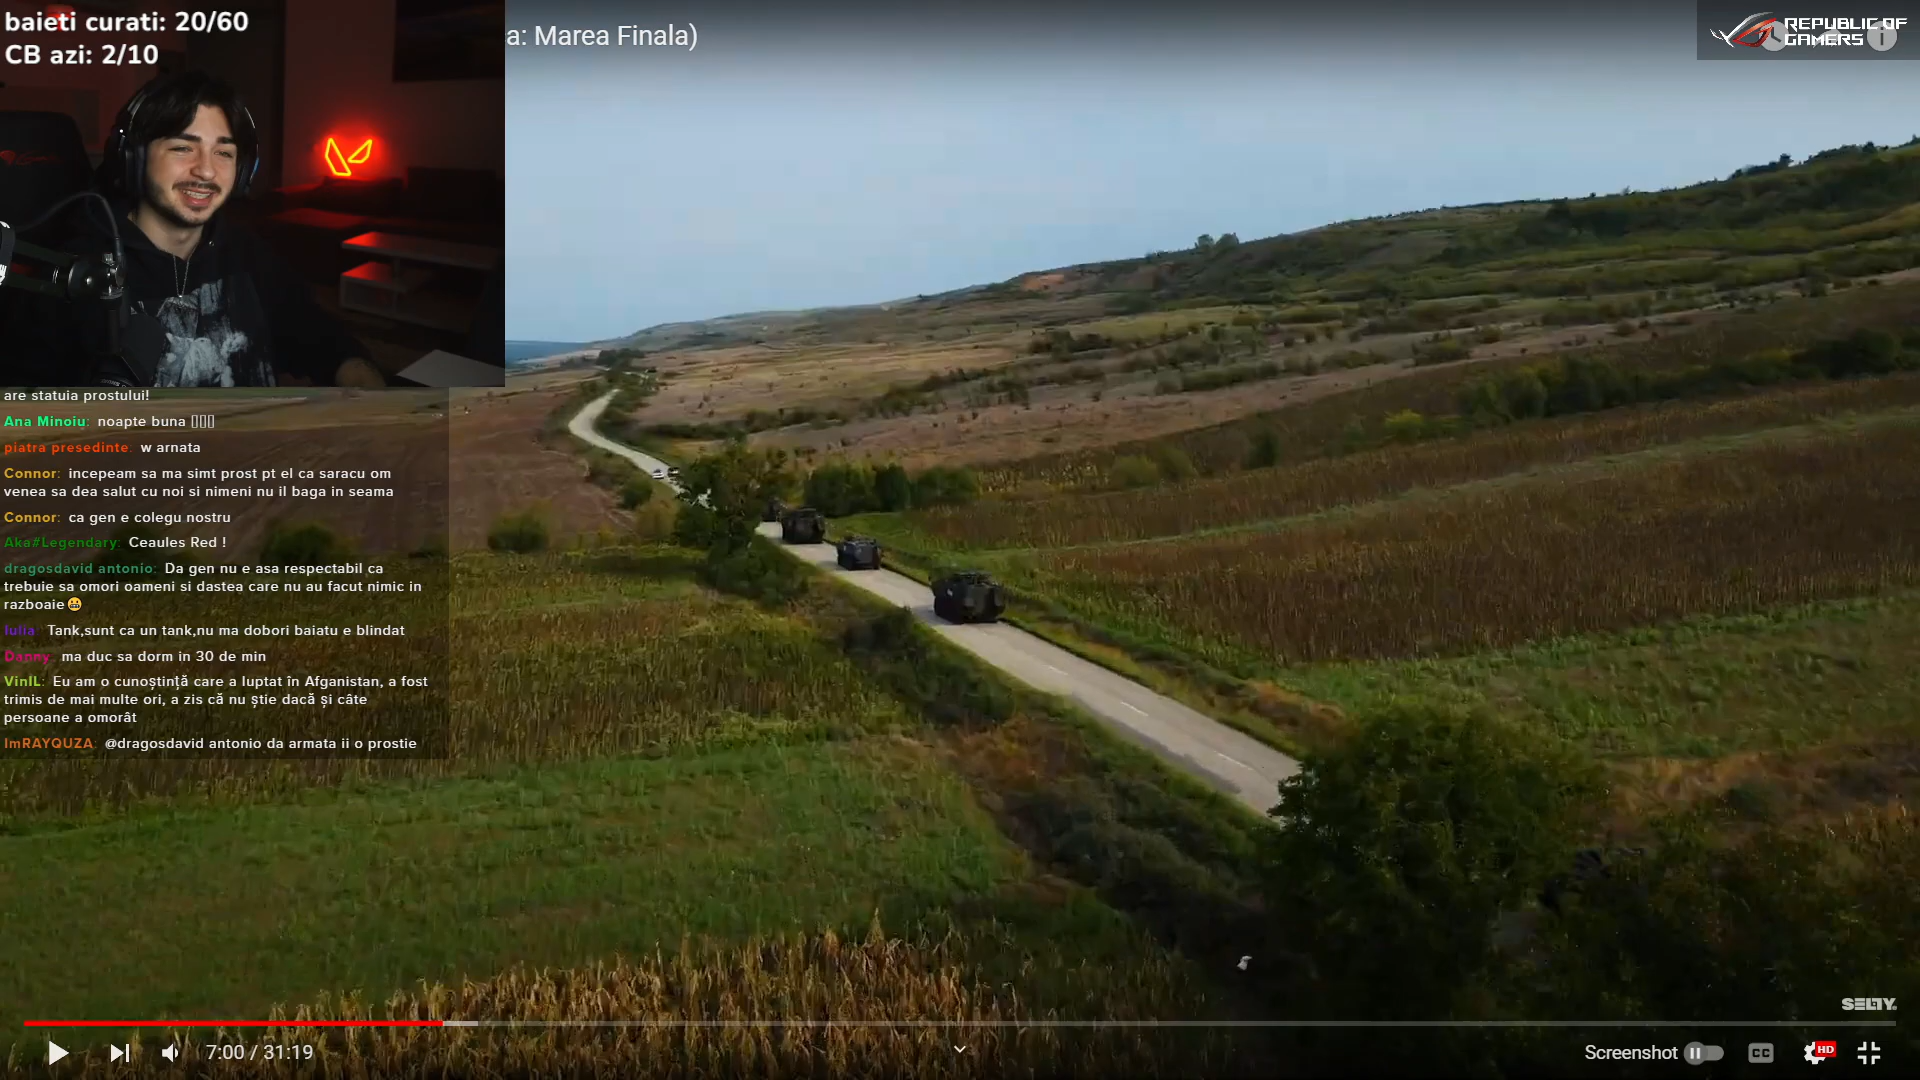 baieti curati: 20/60
CB azi: 2/10
a: Marea Finala)
REPUBLIC OF
GAMERS
are statuia prostului!
Ana Minoiu: noapte buna
piatra presedinte: w arnata
Connor: incepeam sa ma simt prost pt el ca saracu om
venea sa dea salut cu noi si nimeni nu il baga in seama
Connor: ca gen e colegu nostru
Aka#Legendary: Ceaules Red !
dragosdavid antonio: Da gen nu e asa respectabil ca
trebuie sa omori oameni si dastea care nu au facut nimic in
razboaie😬
Iulia: Tank,sunt ca un tank,nu ma dobori baiatu e blindat
Danny: ma duc sa dorm in 30 de min
VinIL: Eu am o cunoștință care a luptat în Afganistan, a fost
trimis de mai multe ori, a zis că nu știe dacă și câte
persoane a omorât
ImRAYQUZA: @dragosdavid antonio da armata ii o prostie
SELLY
7:00 / 31:19
Screenshot
CC
HD